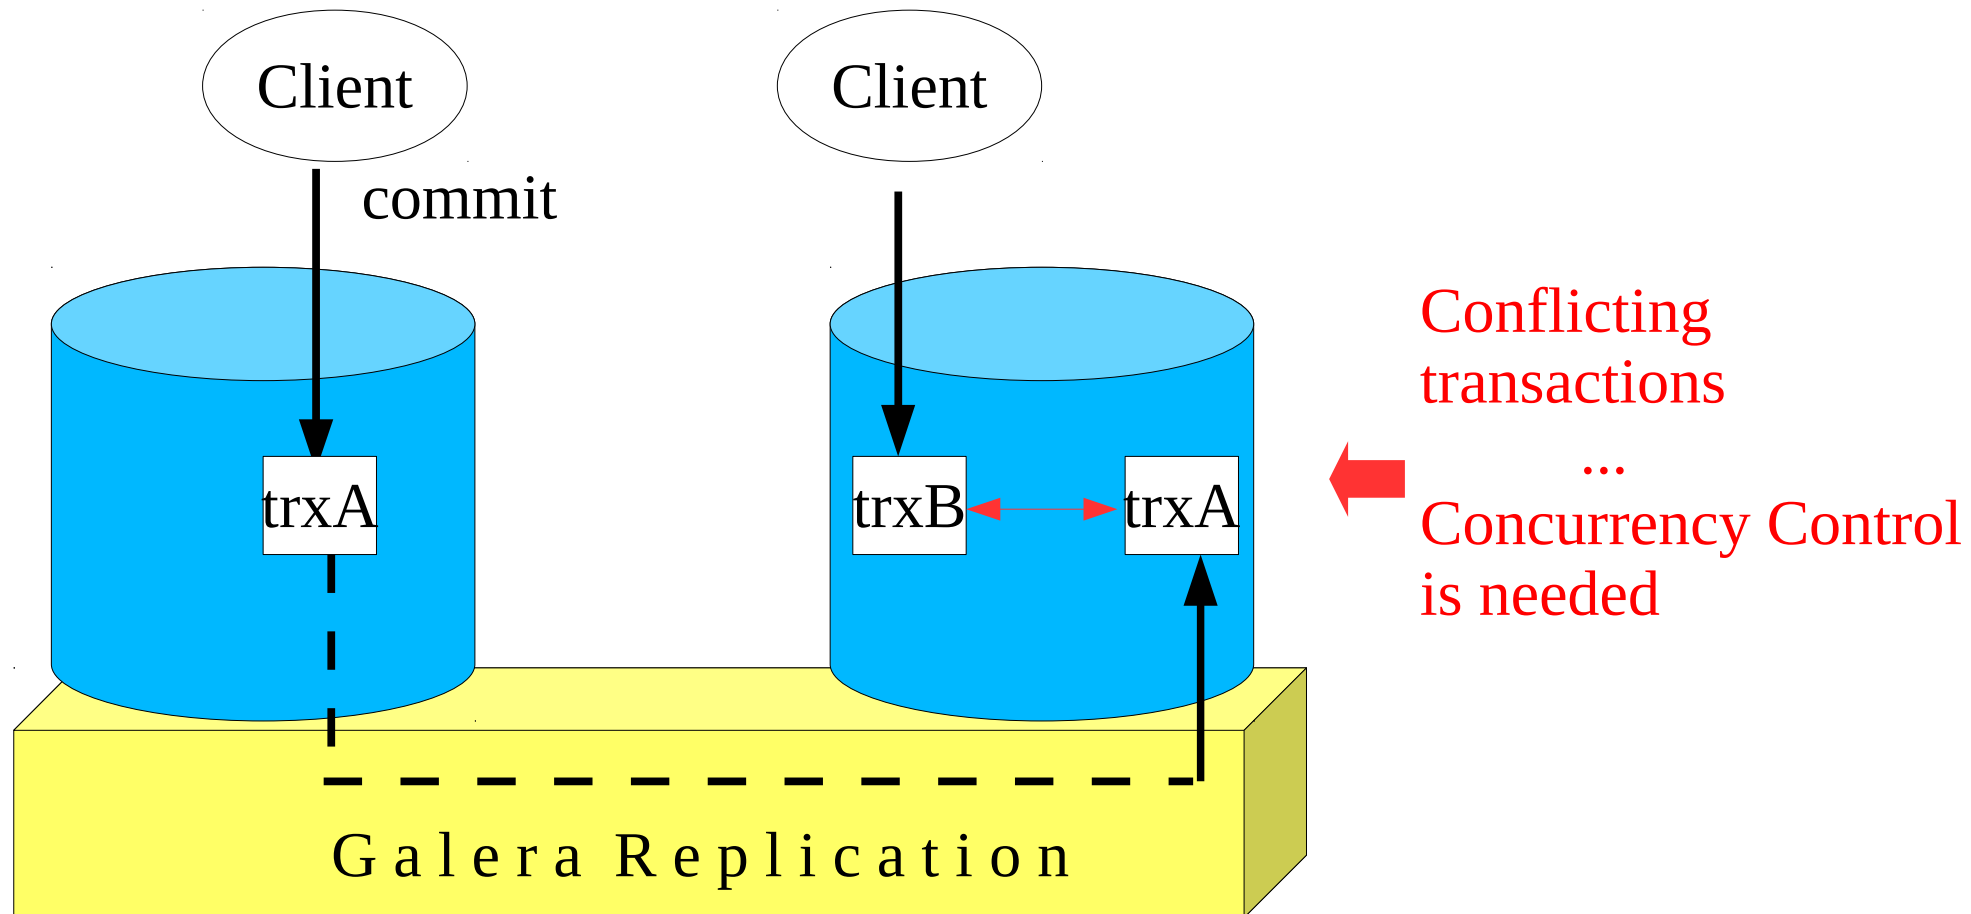 Client
Client
commit
Conflicting
transactions
...
Concurrency Control
is needed
trxA
trxB
trxA
Galera Replication